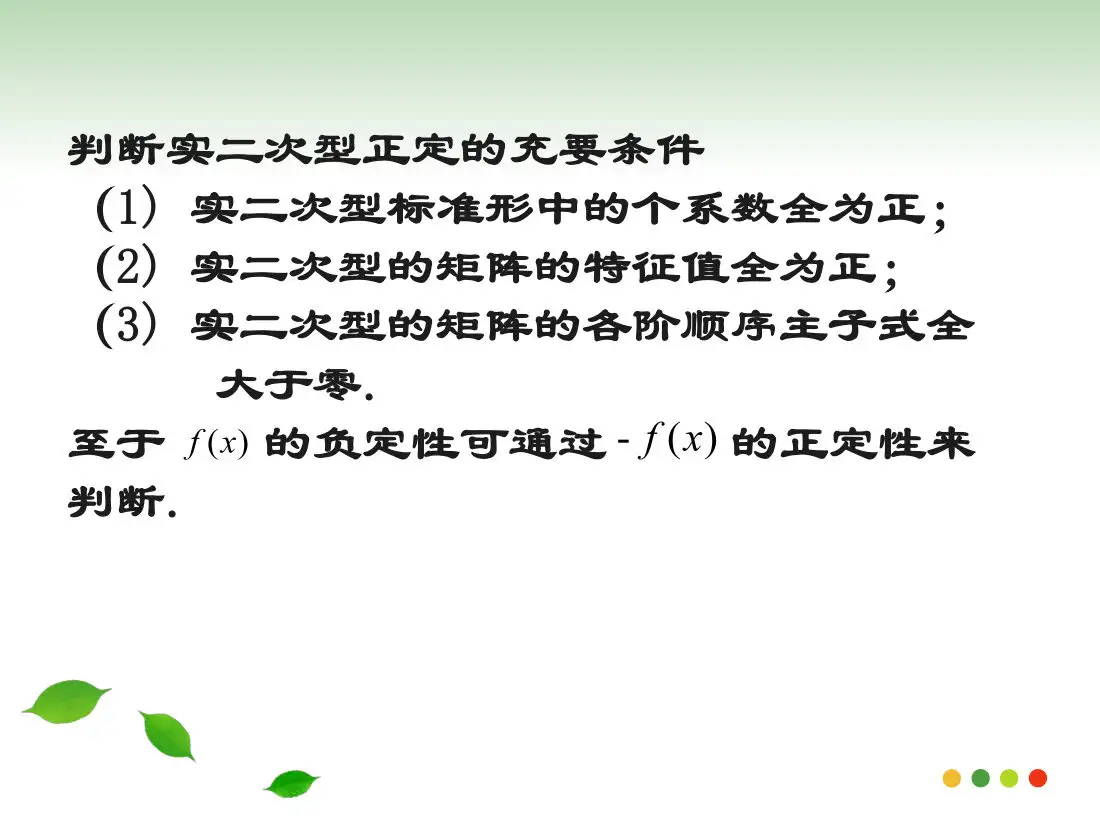 判断实二次型正定的充要条件
(1) 实二次型标准形中的个系数全为正;
(2) 实二次型的矩阵的特征值全为正;
(3) 实二次型的矩阵的各阶顺序主子式全
大于零.
至于 f(x) 的负定性可通过 - f(x) 的正定性来
判断.